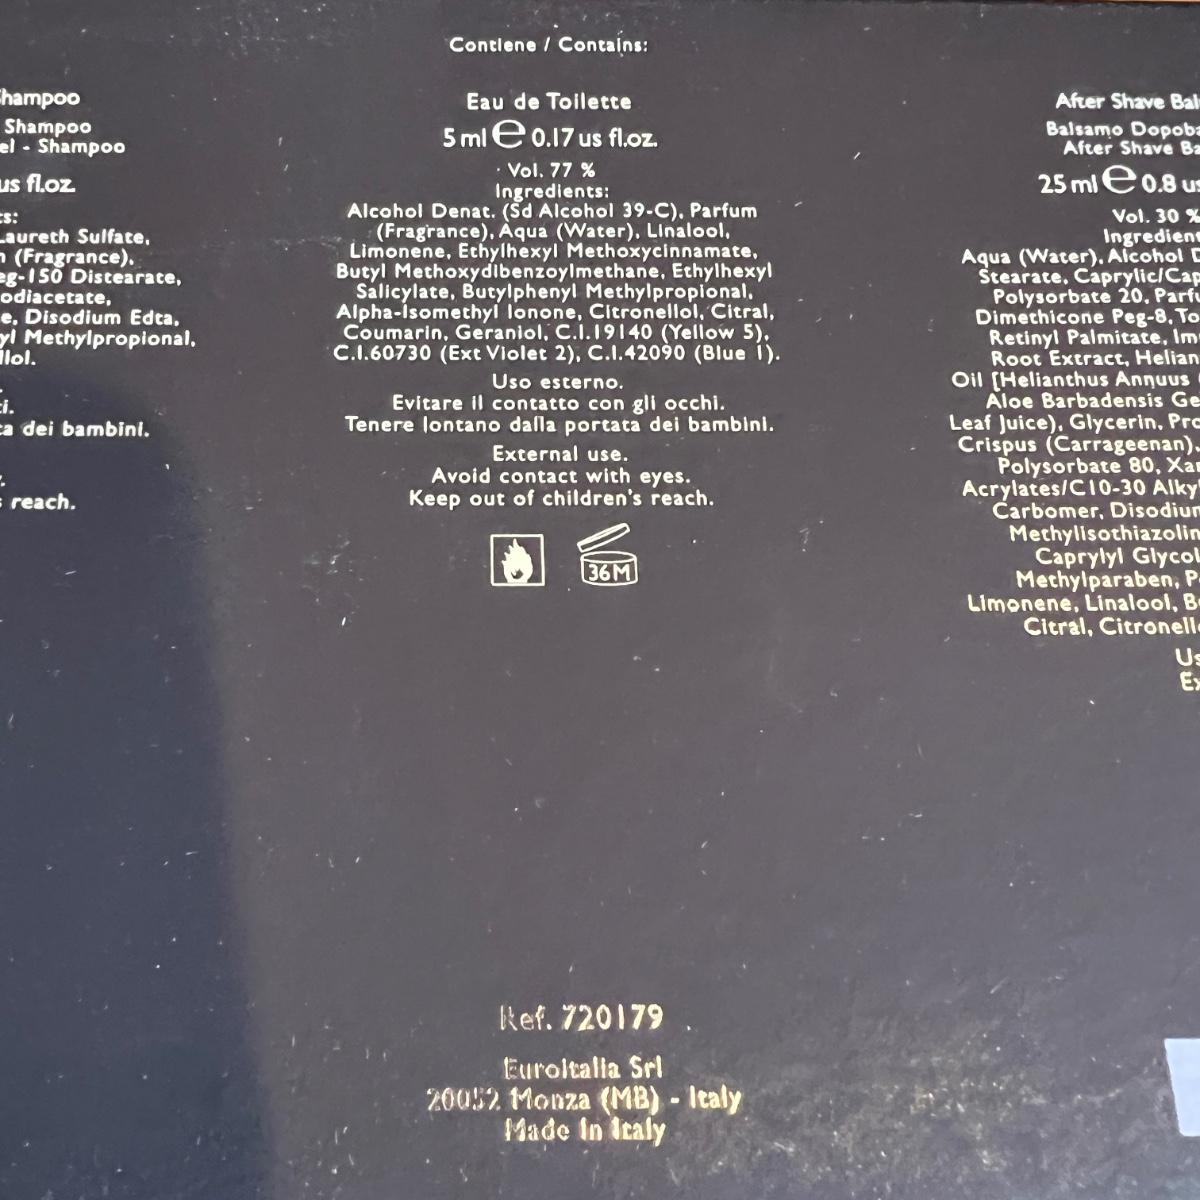 Contiene / Contains:
Shampoo
Shampoo
el - Shampoo
us fl.oz
ts:
Laureth Sulfate,
n (Fragrance),
eg-150 Distearate,
odiacetate,
e, Disodium Edta,
yl Methylpropional,
llol.
ci.
ta dei bambini.
s reach.
Eau de Toilette
5 ml e 0.17 us fl.oz.
Vol. 77 %
Ingredients:
Alcohol Denat. (Sd Alcohol 39-C), Parfum
(Fragrance), Aqua (Water), Linalool,
Limonene, Ethylhexyl Methoxycinnamate,
Butyl Methoxydibenzoylmethane, Ethylhexyl
Salicylate, Butylphenyl Methylpropional,
Alpha-Isomethyl Ionone, Citronellol, Citral,
Coumarin, Geraniol, C.I.19140 (Yellow 5),
C.I.60730 (Ext Violet 2), C.I.42090 (Blue 1).
Uso esterno.
Evitare il contatto con gli occhi.
Tenere lontano dalla portata dei bambini.
External use.
Avoid contact with eyes.
Keep out of children's reach.
36M
After Shave Bal
Balsamo Dopoba
After Shave Ba
25 ml e 0.8 us
Vol. 30 %
Ingredient
Aqua (Water), Alcohol D
Stearate, Caprylic/Cap
Polysorbate 20, Parf
Dimethicone Peg-8, To
Retinyl Palmitate, Im
Root Extract, Helian
Oil [Helianthus Annuus (
Aloe Barbadensis Ge
Leaf Juice), Glycerin, Pro
Crispus (Carrageenan),
Polysorbate 80, Xan
Acrylates/C10-30 Alkyl
Carbomer, Disodium
Methylisothiazolin
Caprylyl Glycol
Methylparaben, P
Limonene, Linalool, B
Citral, Citronello
Us
Ex
Ref. 720179
EuroItalia Srl
20052 Monza (MB) - Italy
Made in Italy